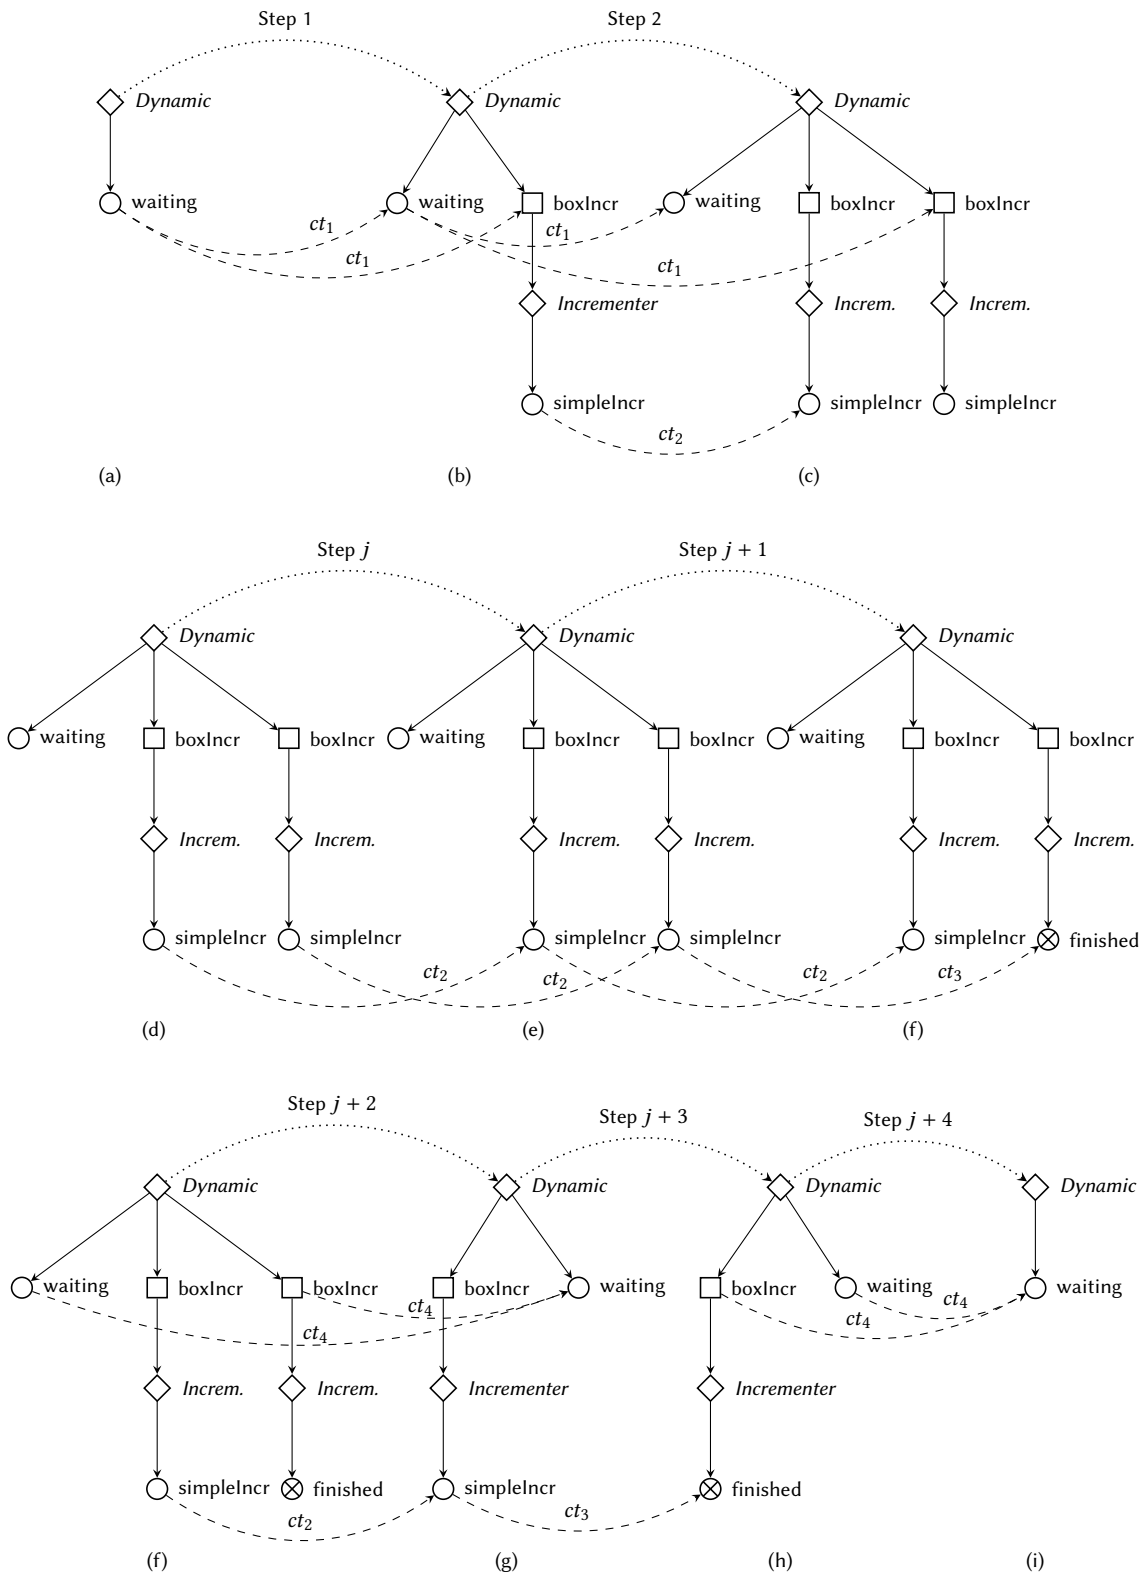 Step 1 Step 2
Dynamic Dynamic Dynamic
waiting waiting boxIncr waiting boxIncr boxIncr
ct₁ ct₁
ct₁ ct₁
Incrementer Increm. Increm.
simpleIncr simpleIncr simpleIncr
ct₂
(a) (b) (c)
Step j Step j + 1
Dynamic Dynamic Dynamic
waiting boxIncr boxIncr waiting boxIncr boxIncr waiting boxIncr boxIncr
Increm. Increm. Increm. Increm. Increm. Increm.
simpleIncr simpleIncr simpleIncr simpleIncr simpleIncr finished
ct₂ ct₂ ct₂ ct₃
(d) (e) (f)
Step j + 2 Step j + 3 Step j + 4
Dynamic Dynamic Dynamic Dynamic
waiting boxIncr boxIncr boxIncr waiting boxIncr waiting waiting
ct₄ ct₄
ct₄ ct₄
Increm. Increm. Incrementer Incrementer
simpleIncr finished simpleIncr finished
ct₂ ct₃
(f) (g) (h) (i)